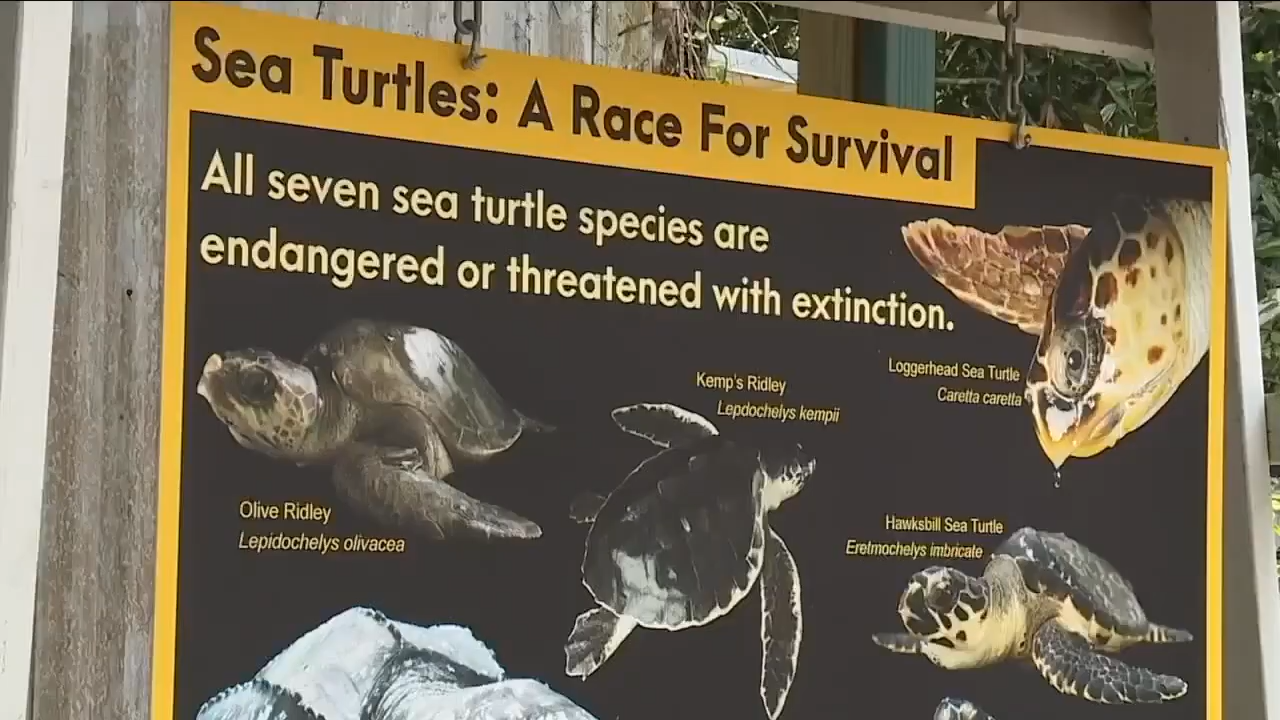 Sea Turtles: A Race For Survival
All seven sea turtle species are
endangered or threatened with extinction.
Loggerhead Sea Turtle
Caretta caretta
Kemp's Ridley
Lepdochelys kempii
Olive Ridley
Lepidochelys olivacea
Hawksbill Sea Turtle
Eretmochelys imbricate